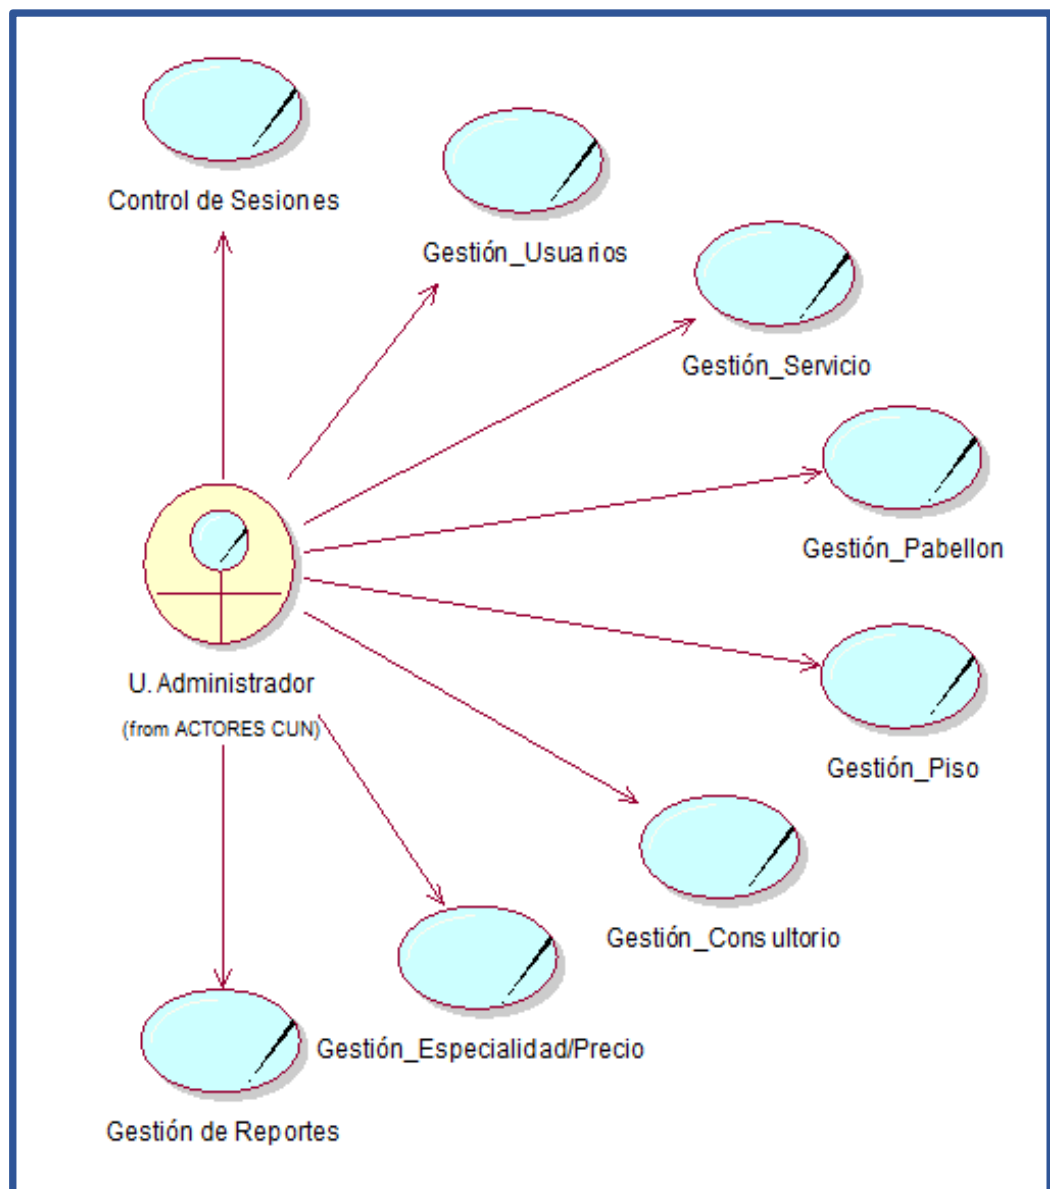 Control de Sesiones
Gestión_Usuarios
Gestión_Servicio
Gestión_Pabellon
U. Administrador
(from ACTORES CUN)
Gestión_Piso
Gestión_Consultorio
Gestión_Especialidad/Precio
Gestión de Reportes